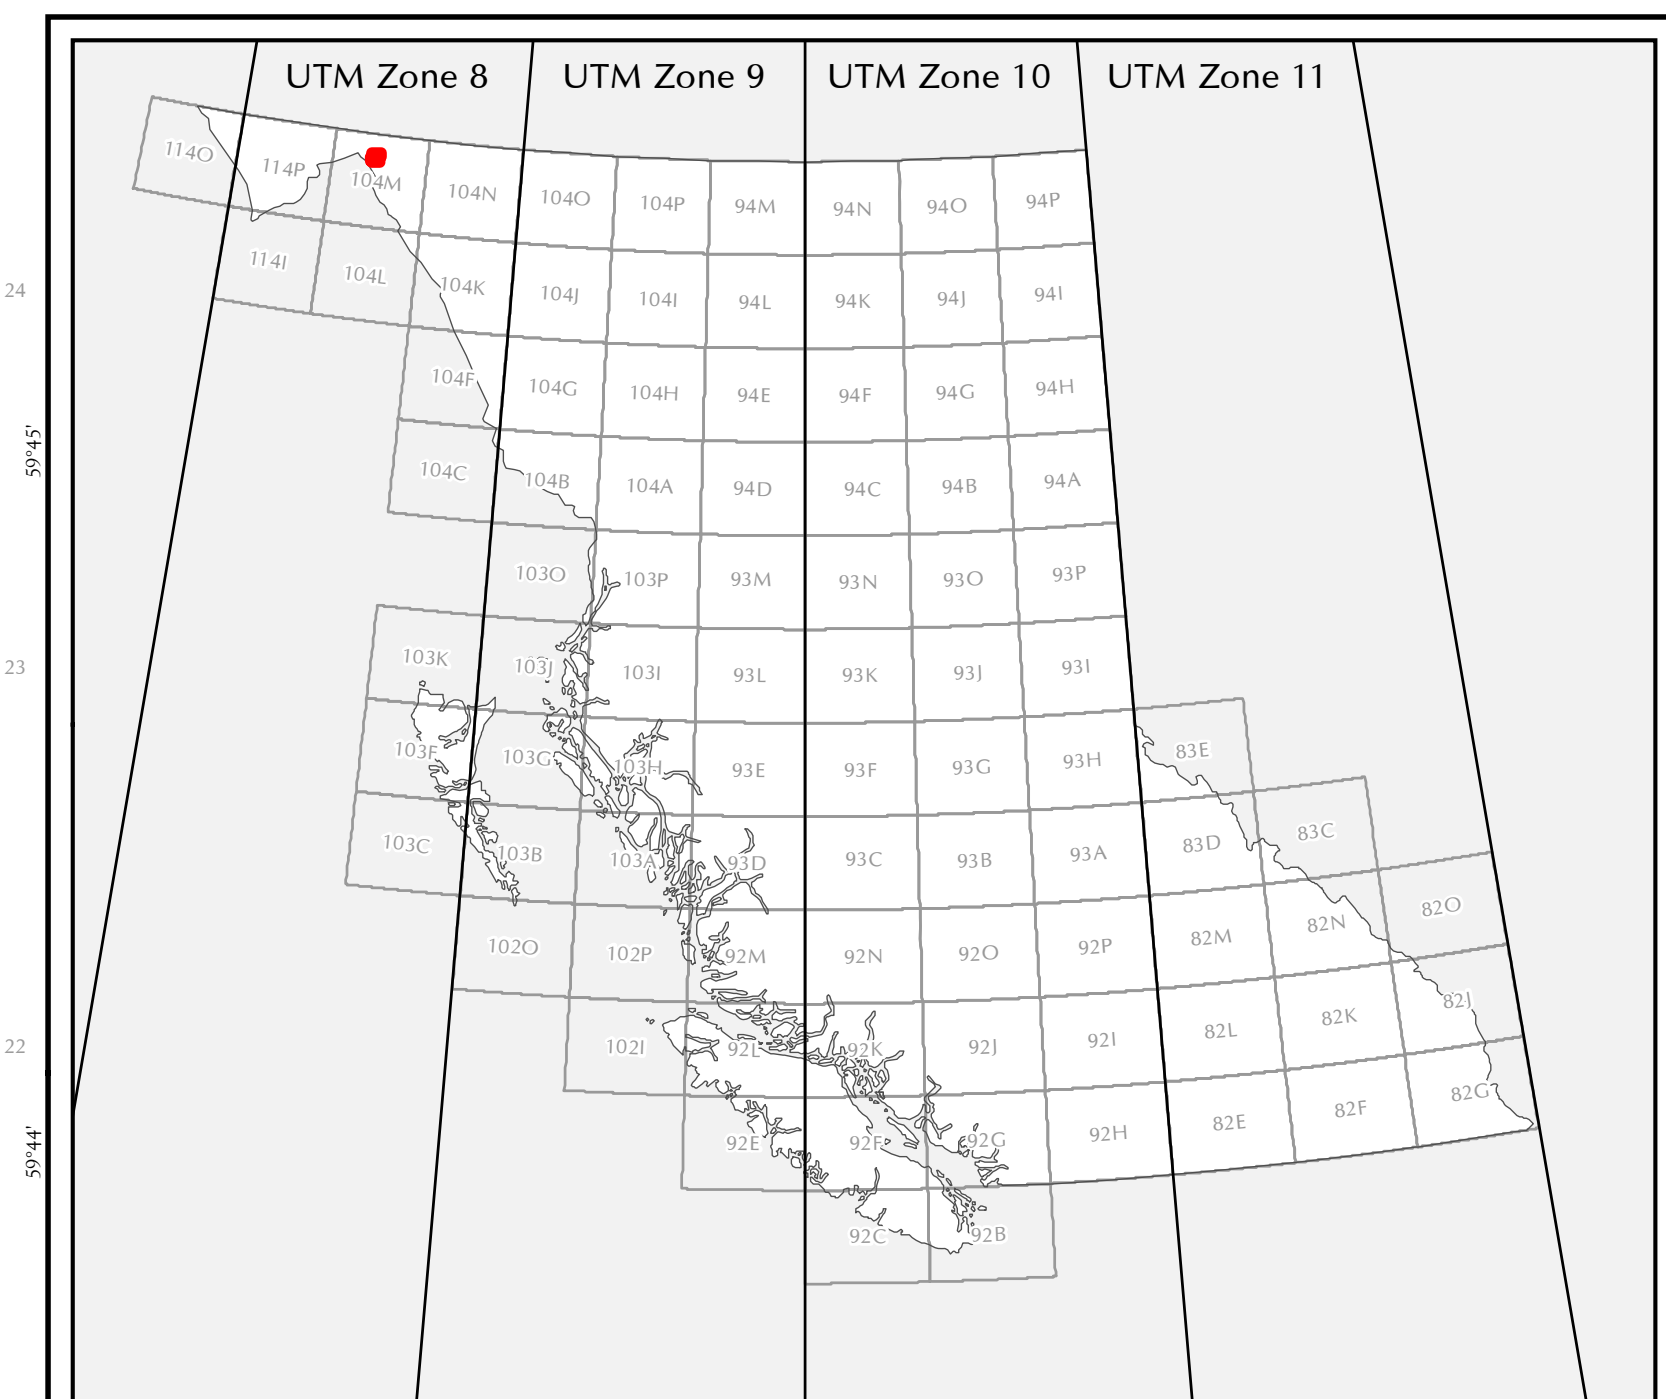 UTM Zone 8 UTM Zone 9 UTM Zone 10 UTM Zone 11
114O 114P 104M 104N 104O 104P 94M 94N 94O 94P
114I 104L 104K 104J 104I 94L 94K 94J 94I
24
104F 104G 104H 94E 94F 94G 94H
59°45'
104C 104B 104A 94D 94C 94B 94A
103O 103P 93M 93N 93O 93P
23
103K 103J 103I 93L 93K 93J 93I
103F 103G 103H 93E 93F 93G 93H 83E
103C 103B 103A 93D 93C 93B 93A 83D 83C
102O 102P 92M 92N 92O 92P 82M 82N 82O
22
102I 92L 92K 92J 92I 82L 82K 82J
59°44'
92E 92F 92G 92H 82E 82F 82G
92C 92B